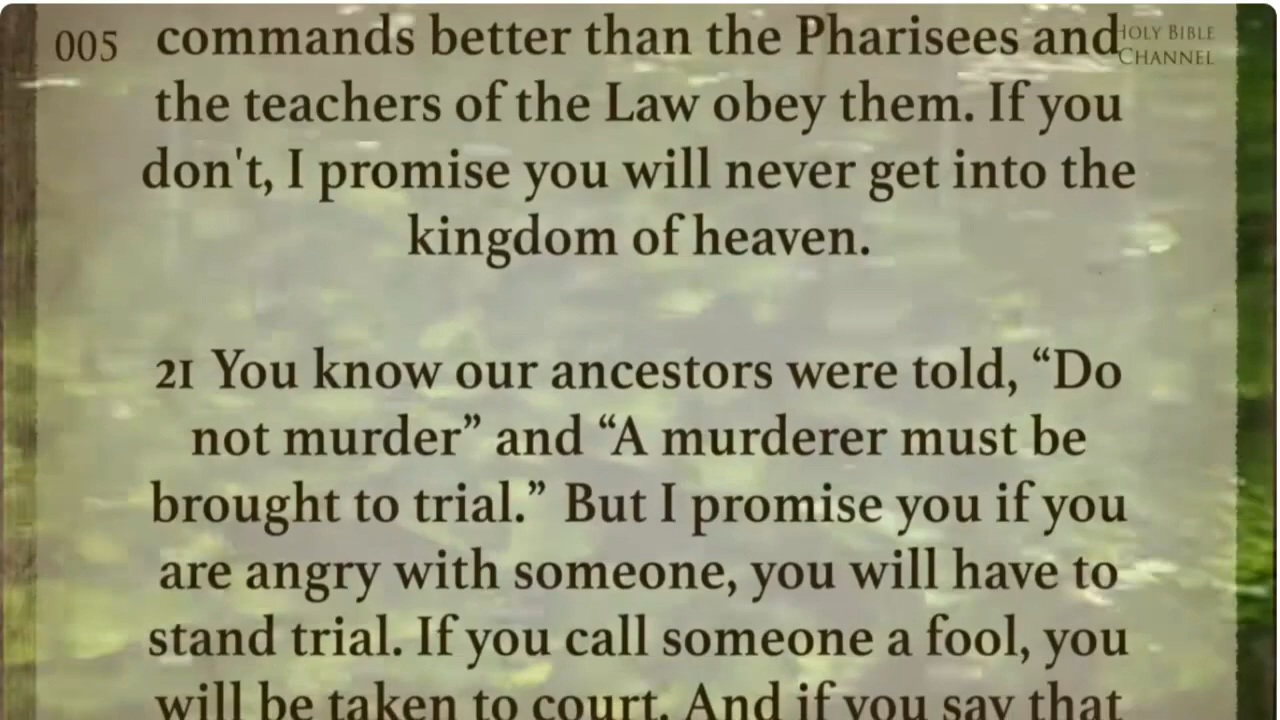 005
commands better than the Pharisees and
HOLY BIBLE
CHANNEL
the teachers of the Law obey them. If you
don't, I promise you will never get into the
kingdom of heaven.
21 You know our ancestors were told, “Do
not murder” and “A murderer must be
brought to trial.” But I promise you if you
are angry with someone, you will have to
stand trial. If you call someone a fool, you
will be taken to court. And if you say that